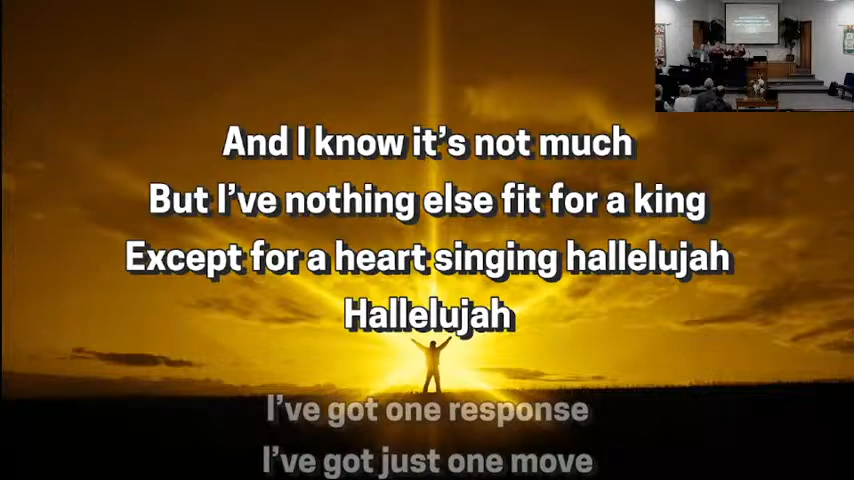 And I know it's not much
But I've nothing else fit for a king
Except for a heart singing hallelujah
Hallelujah
I've got one response
I've got just one move